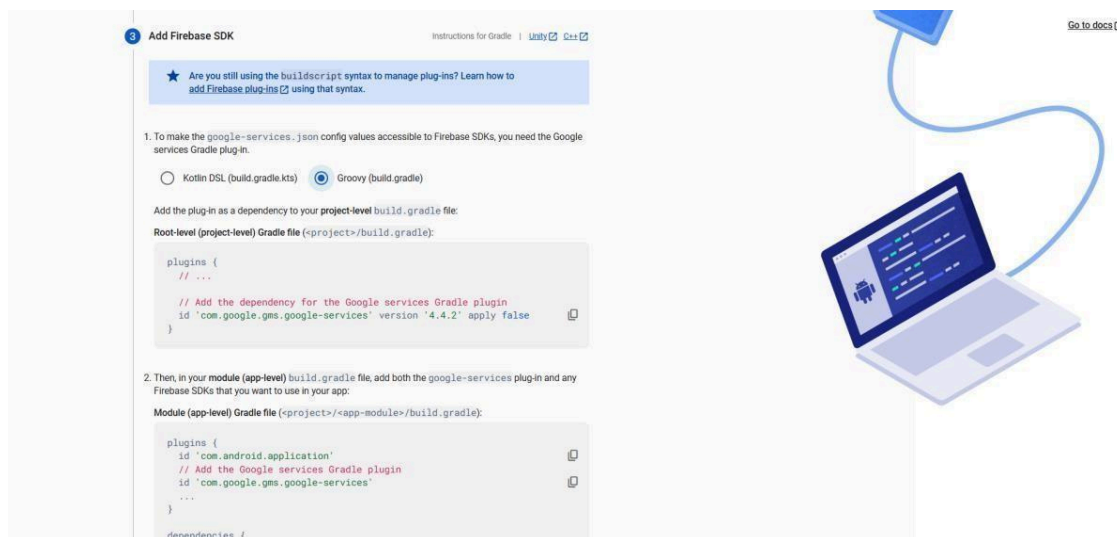 3 Add Firebase SDK
Instructions for Gradle | Unity C++
Go to docs
Are you still using the buildscript syntax to manage plug-ins? Learn how to
add Firebase plug-ins using that syntax.
1. To make the google-services.json config values accessible to Firebase SDKs, you need the Google
services Gradle plug-in.
Kotlin DSL (build.gradle.kts) Groovy (build.gradle)
Add the plug-in as a dependency to your project-level build.gradle file:
Root-level (project-level) Gradle file (<project>/build.gradle):
plugins {
// ...
// Add the dependency for the Google services Gradle plugin
id 'com.google.gms.google-services' version '4.4.2' apply false
}
2. Then, in your module (app-level) build.gradle file, add both the google-services plug-in and any
Firebase SDKs that you want to use in your app:
Module (app-level) Gradle file (<project>/<app-module>/build.gradle):
plugins {
id 'com.android.application'
// Add the Google services Gradle plugin
id 'com.google.gms.google-services'
...
}
dependencies {